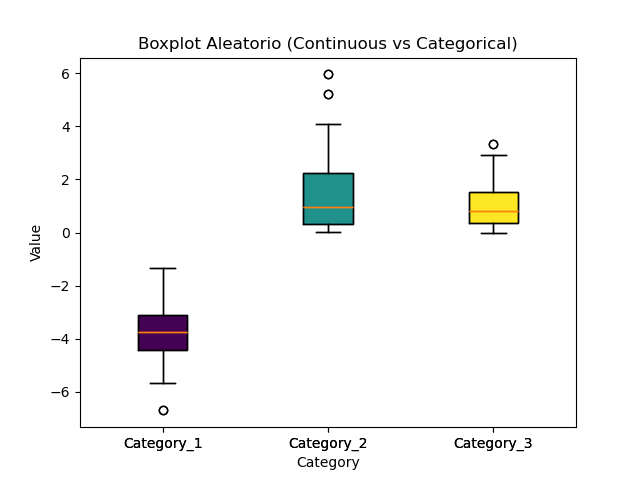 Boxplot Aleatorio (Continuous vs Categorical)
6
4
2
0
−2
−4
−6
Value
Category_1
Category_2
Category_3
Category